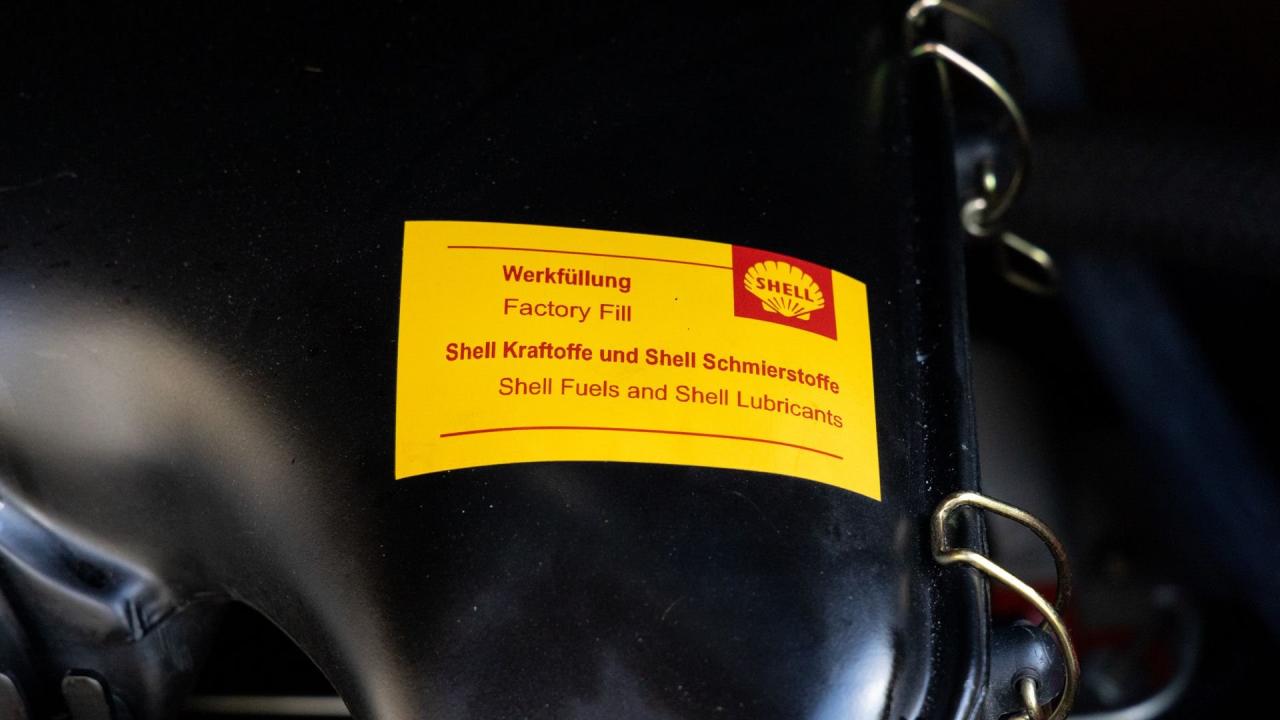 SHELL
Werkfüllung
Factory Fill
Shell Kraftoffe und Shell Schmierstoffe
Shell Fuels and Shell Lubricants